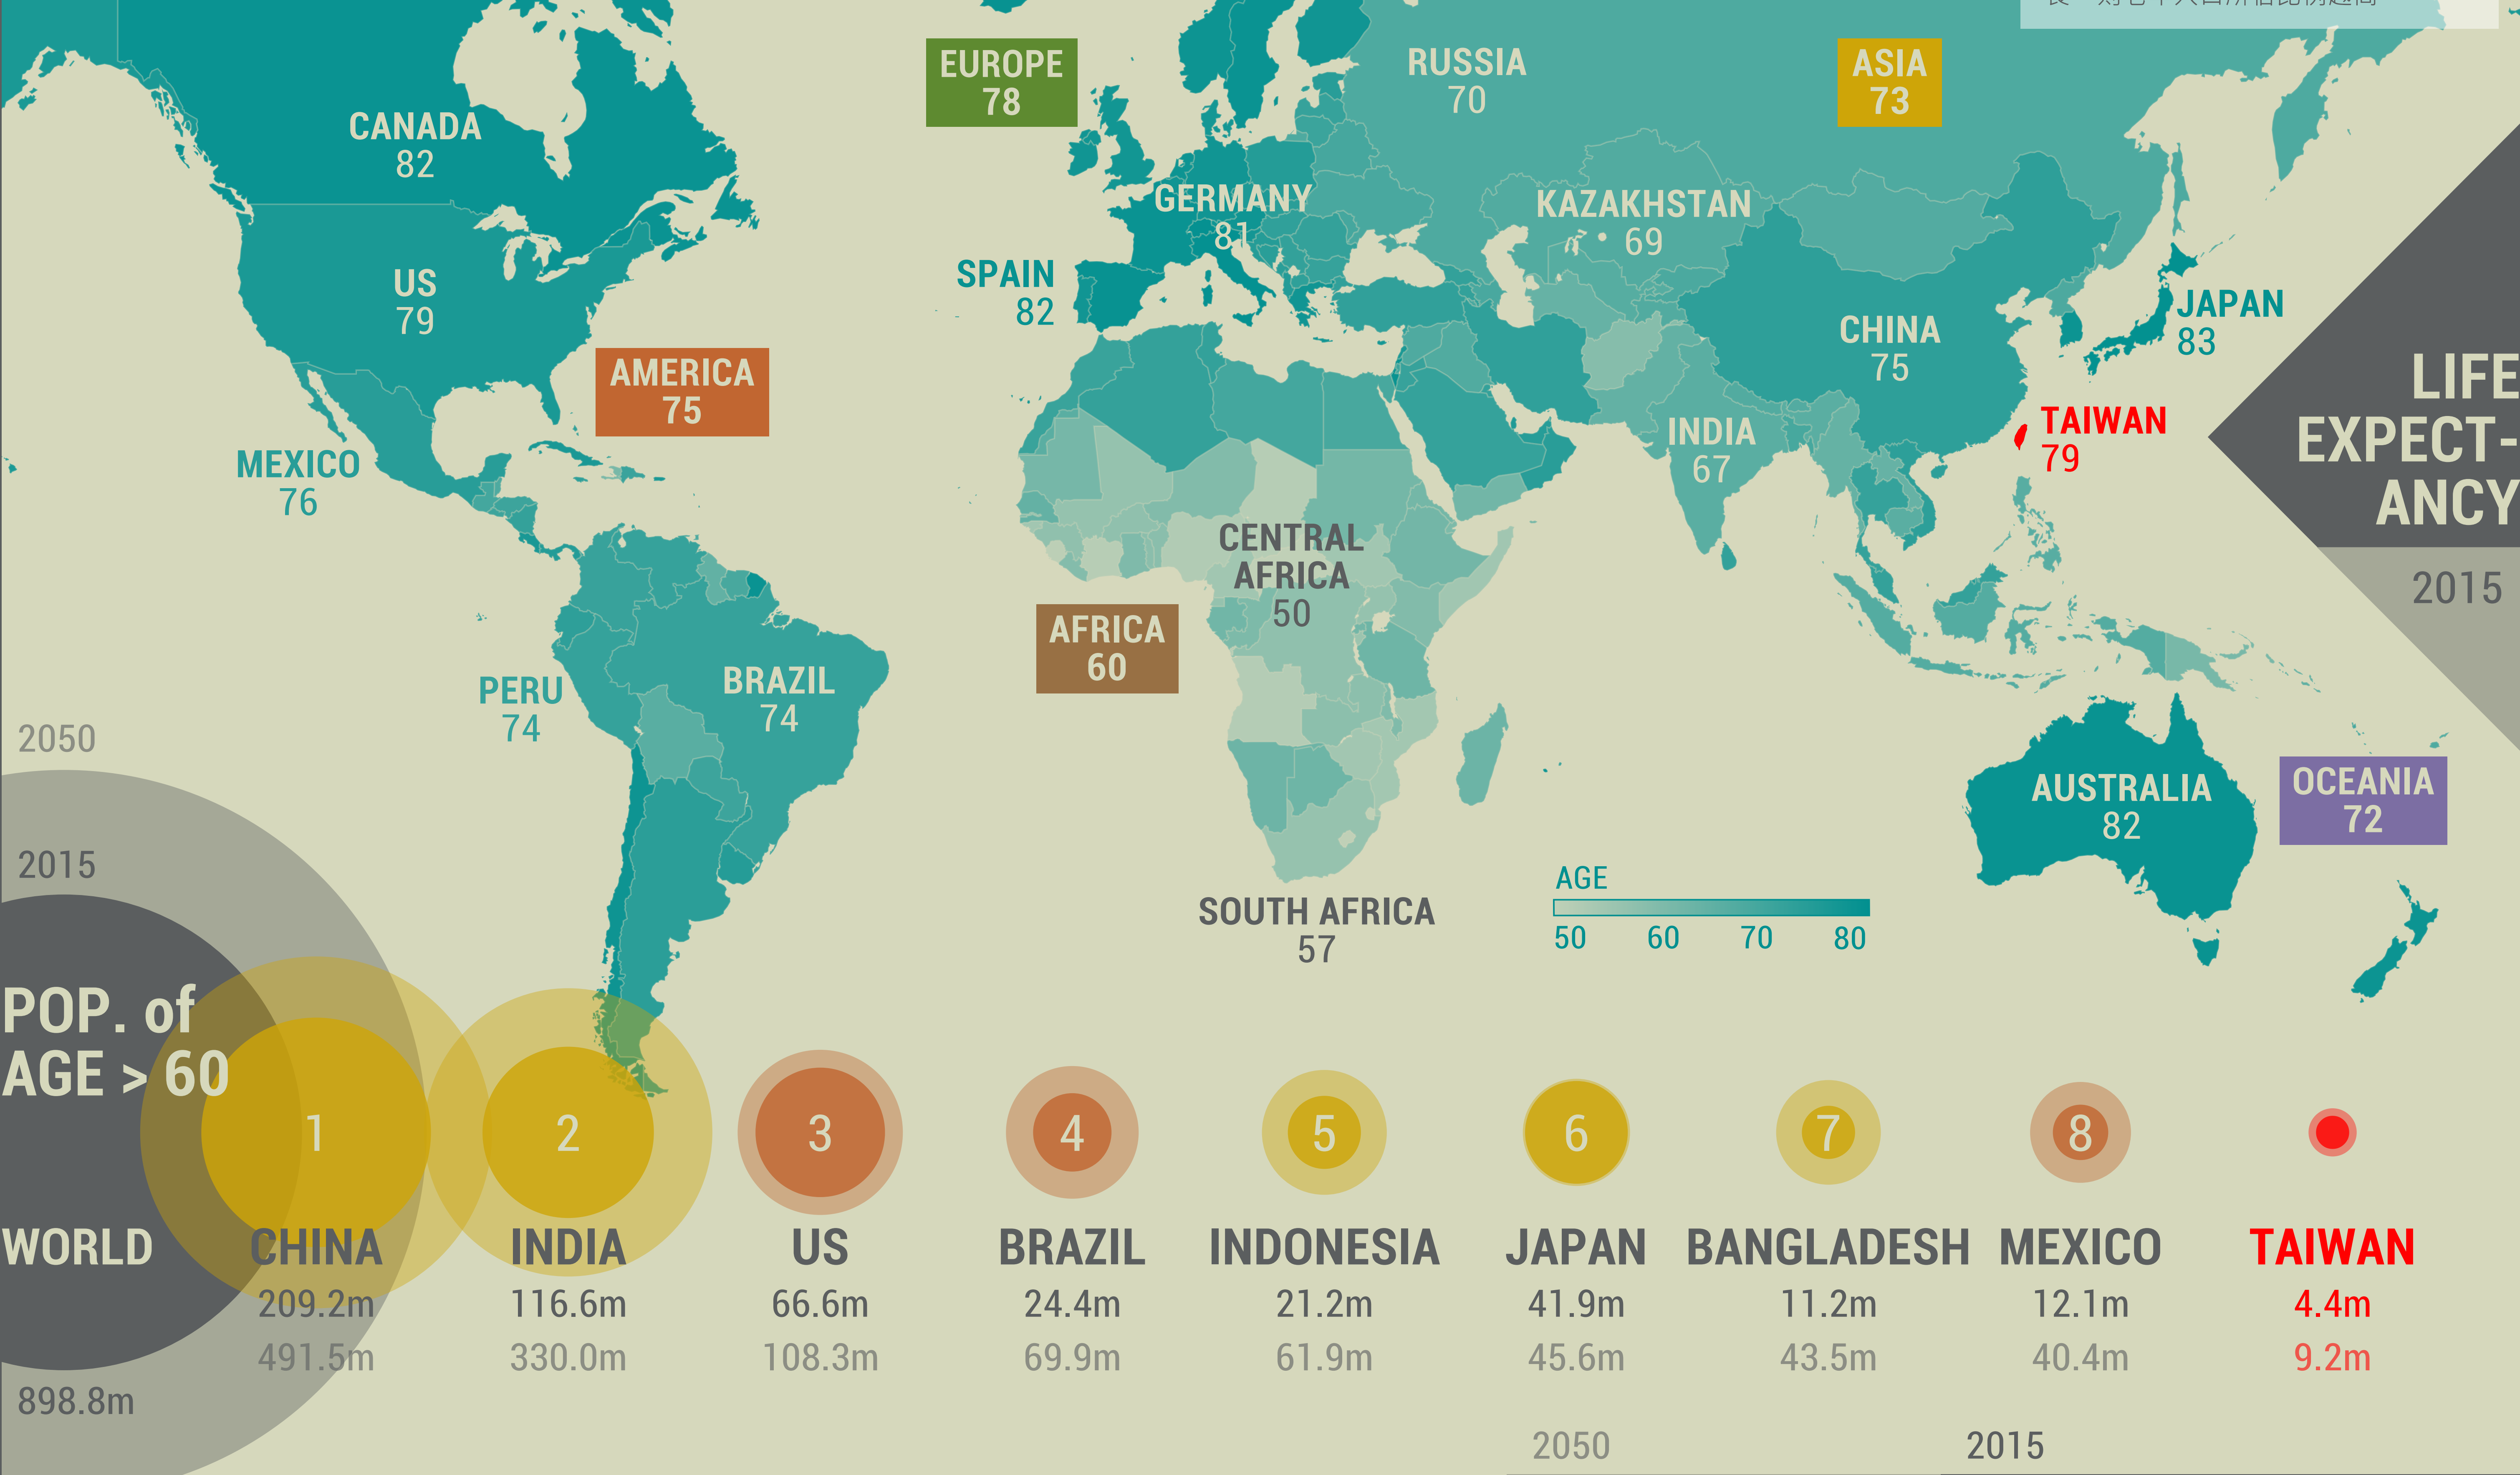 EUROPE
78
RUSSIA
70
ASIA
73
CANADA
82
GERMANY
81
KAZAKHSTAN
69
US
79
SPAIN
82
CHINA
75
JAPAN
83
AMERICA
75
LIFE
EXPECT-
ANCY
2015
MEXICO
76
INDIA
67
TAIWAN
79
CENTRAL
AFRICA
50
AFRICA
60
PERU
74
BRAZIL
74
AUSTRALIA
82
OCEANIA
72
AGE
50 60 70 80
SOUTH AFRICA
57
2050
2015
POP. of
AGE > 60
1 2 3 4 5 6 7 8
WORLD CHINA INDIA US BRAZIL INDONESIA JAPAN BANGLADESH MEXICO TAIWAN
209.2m 116.6m 66.6m 24.4m 21.2m 41.9m 11.2m 12.1m 4.4m
491.5m 330.0m 108.3m 69.9m 61.9m 45.6m 43.5m 40.4m 9.2m
898.8m
2050 2015